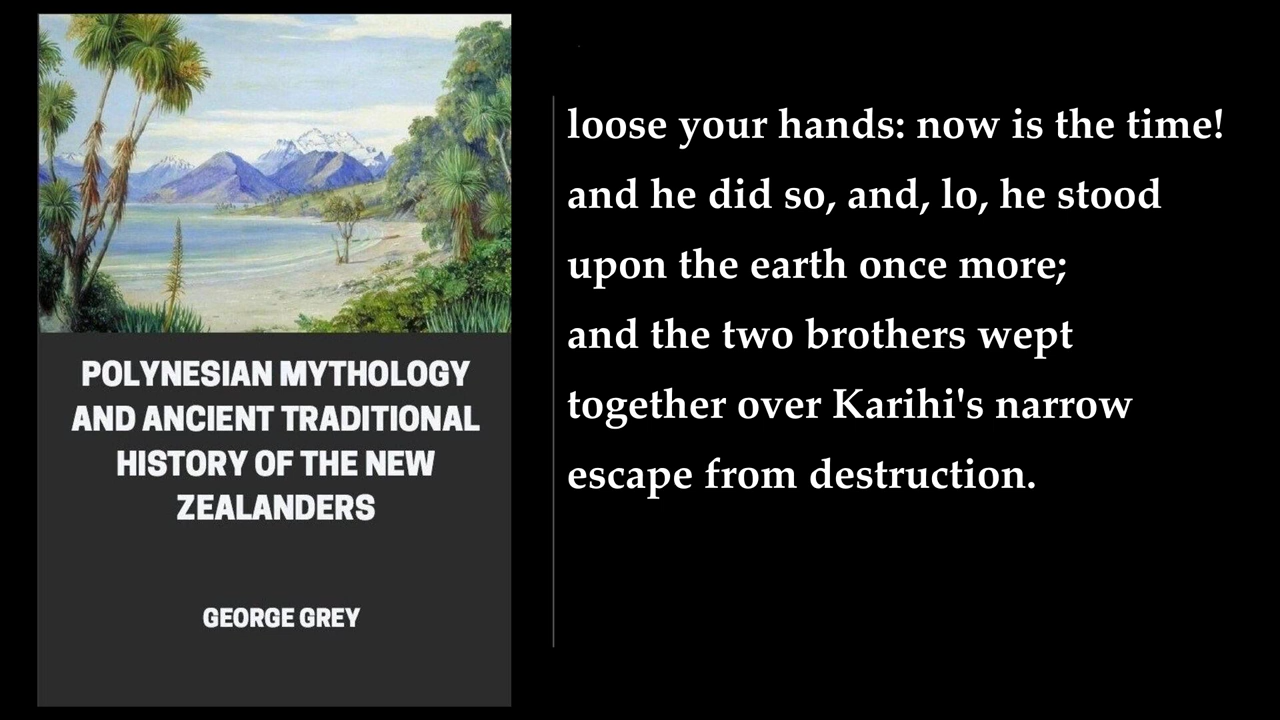 POLYNESIAN MYTHOLOGY
AND ANCIENT TRADITIONAL
HISTORY OF THE NEW
ZEALANDERS
GEORGE GREY
loose your hands: now is the time!
and he did so, and, lo, he stood
upon the earth once more;
and the two brothers wept
together over Karihi's narrow
escape from destruction.